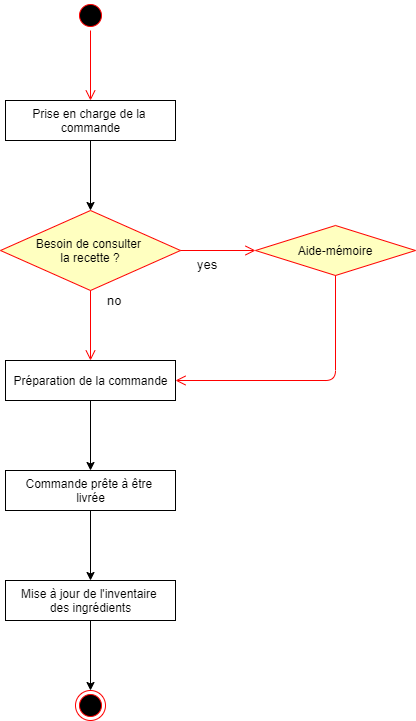 Prise en charge de la
commande
Besoin de consulter
la recette ?
yes
Aide-mémoire
no
Préparation de la commande
Commande prête à être
livrée
Mise à jour de l'inventaire
des ingrédients